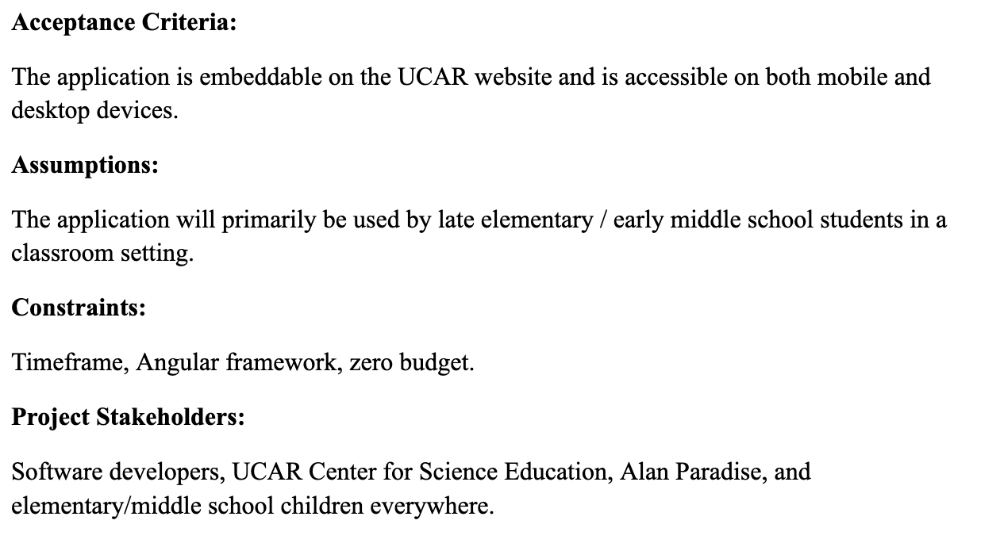 Acceptance Criteria:
The application is embeddable on the UCAR website and is accessible on both mobile and
desktop devices.
Assumptions:
The application will primarily be used by late elementary / early middle school students in a
classroom setting.
Constraints:
Timeframe, Angular framework, zero budget.
Project Stakeholders:
Software developers, UCAR Center for Science Education, Alan Paradise, and
elementary/middle school children everywhere.